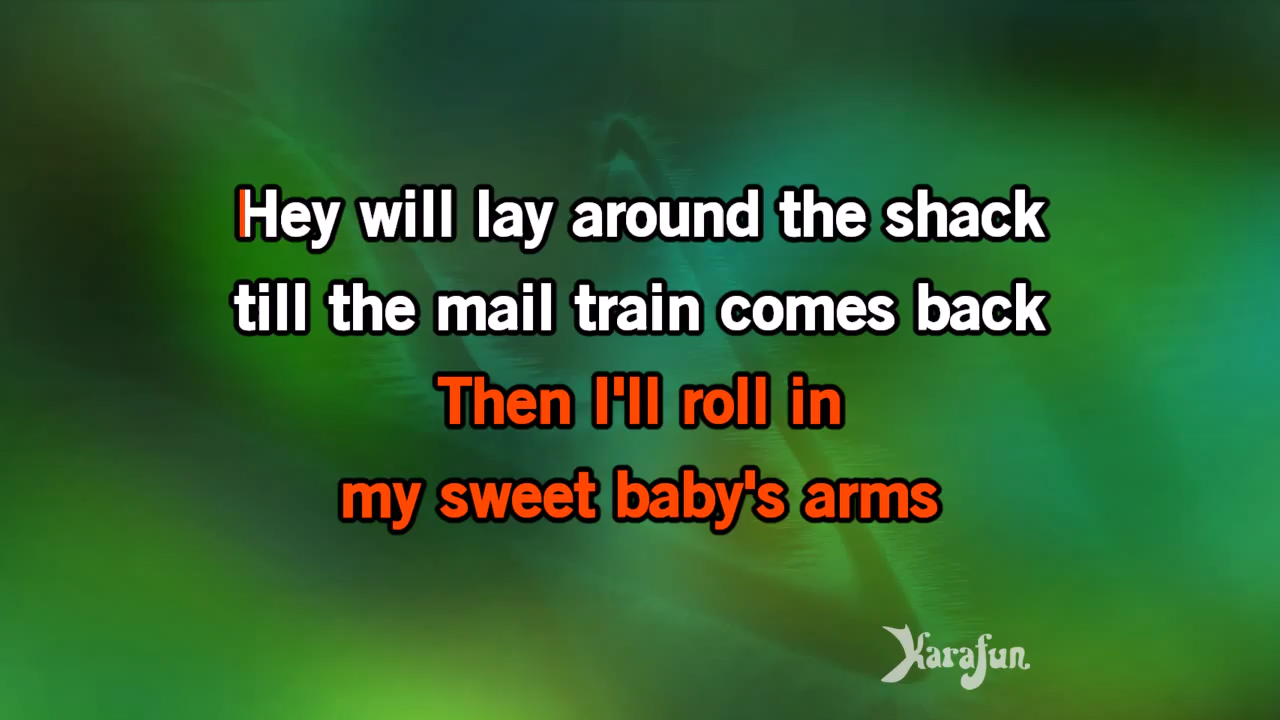 Hey will lay around the shack
till the mail train comes back
Then I'll roll in
my sweet baby's arms
Karafun